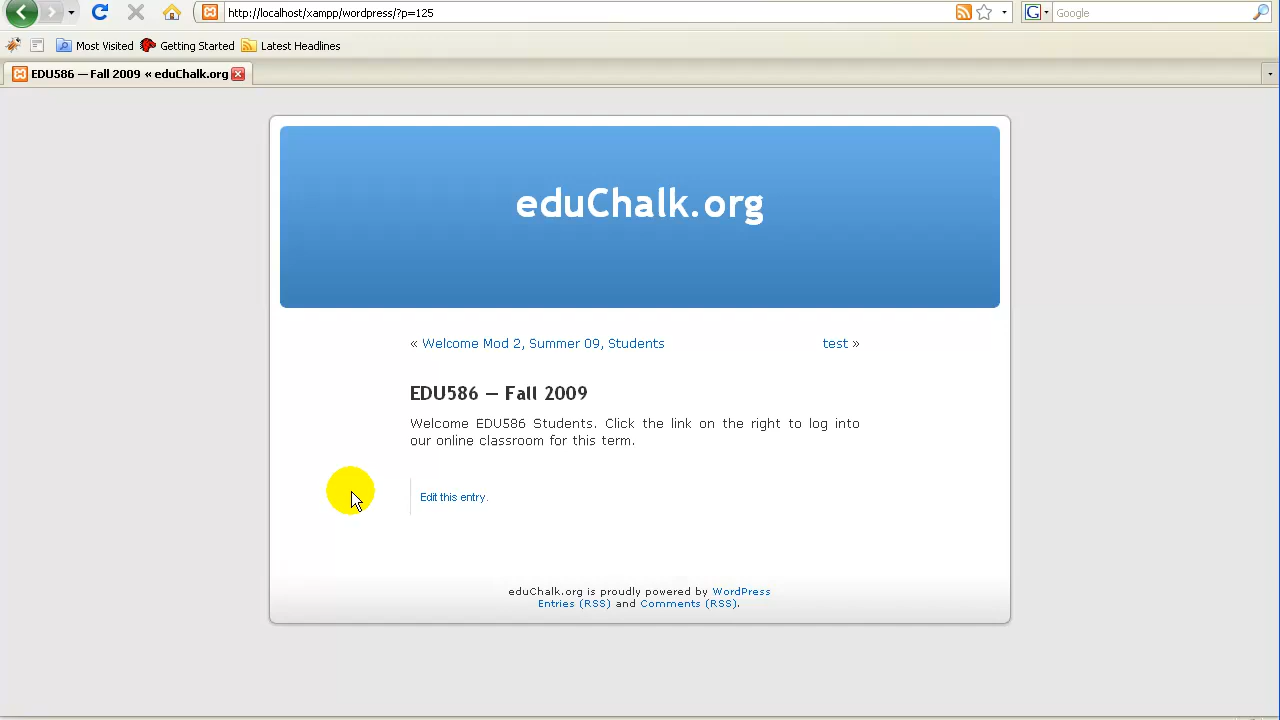 http://localhost/xampp/wordpress/?p=125
Google
Most Visited Getting Started Latest Headlines
EDU586 — Fall 2009 « eduChalk.org
eduChalk.org
« Welcome Mod 2, Summer 09, Students test »
EDU586 — Fall 2009
Welcome EDU586 Students. Click the link on the right to log into
our online classroom for this term.
Edit this entry.
eduChalk.org is proudly powered by WordPress
Entries (RSS) and Comments (RSS).